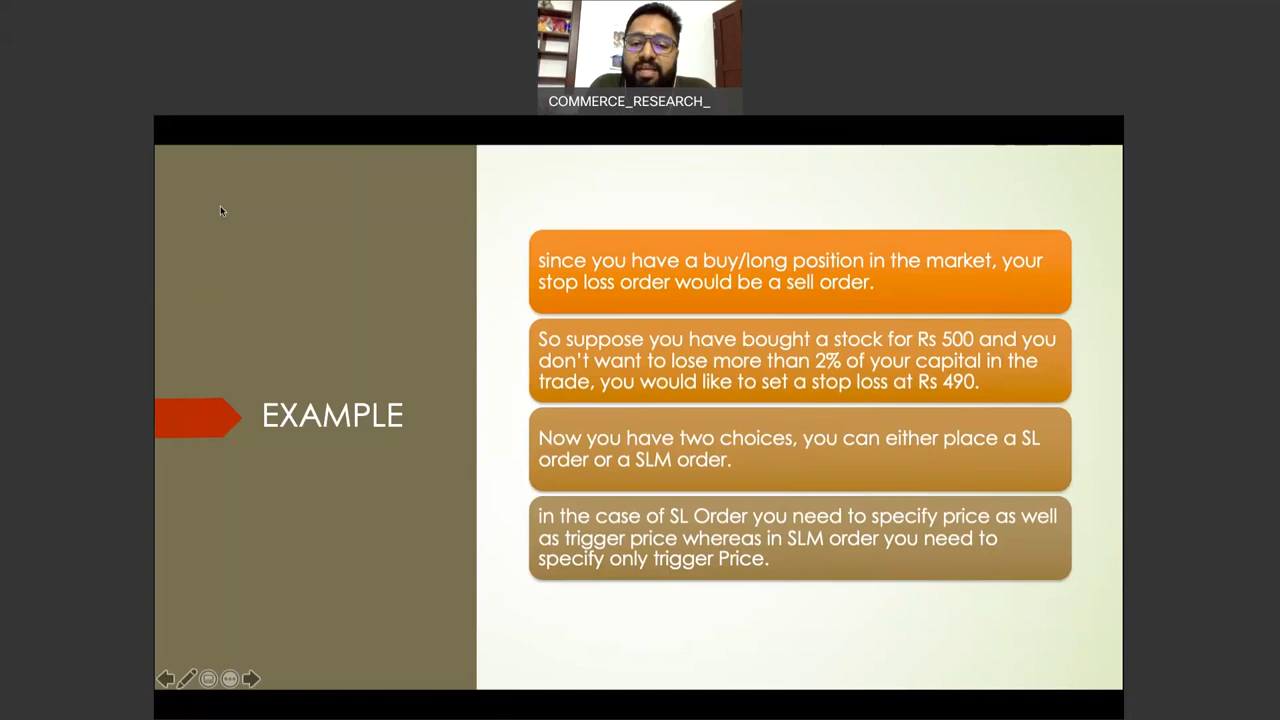 COMMERCE_RESEARCH_
EXAMPLE
since you have a buy/long position in the market, your
stop loss order would be a sell order.
So suppose you have bought a stock for Rs 500 and you
don't want to lose more than 2% of your capital in the
trade, you would like to set a stop loss at Rs 490.
Now you have two choices, you can either place a SL
order or a SLM order.
in the case of SL Order you need to specify price as well
as trigger price whereas in SLM order you need to
specify only trigger Price.